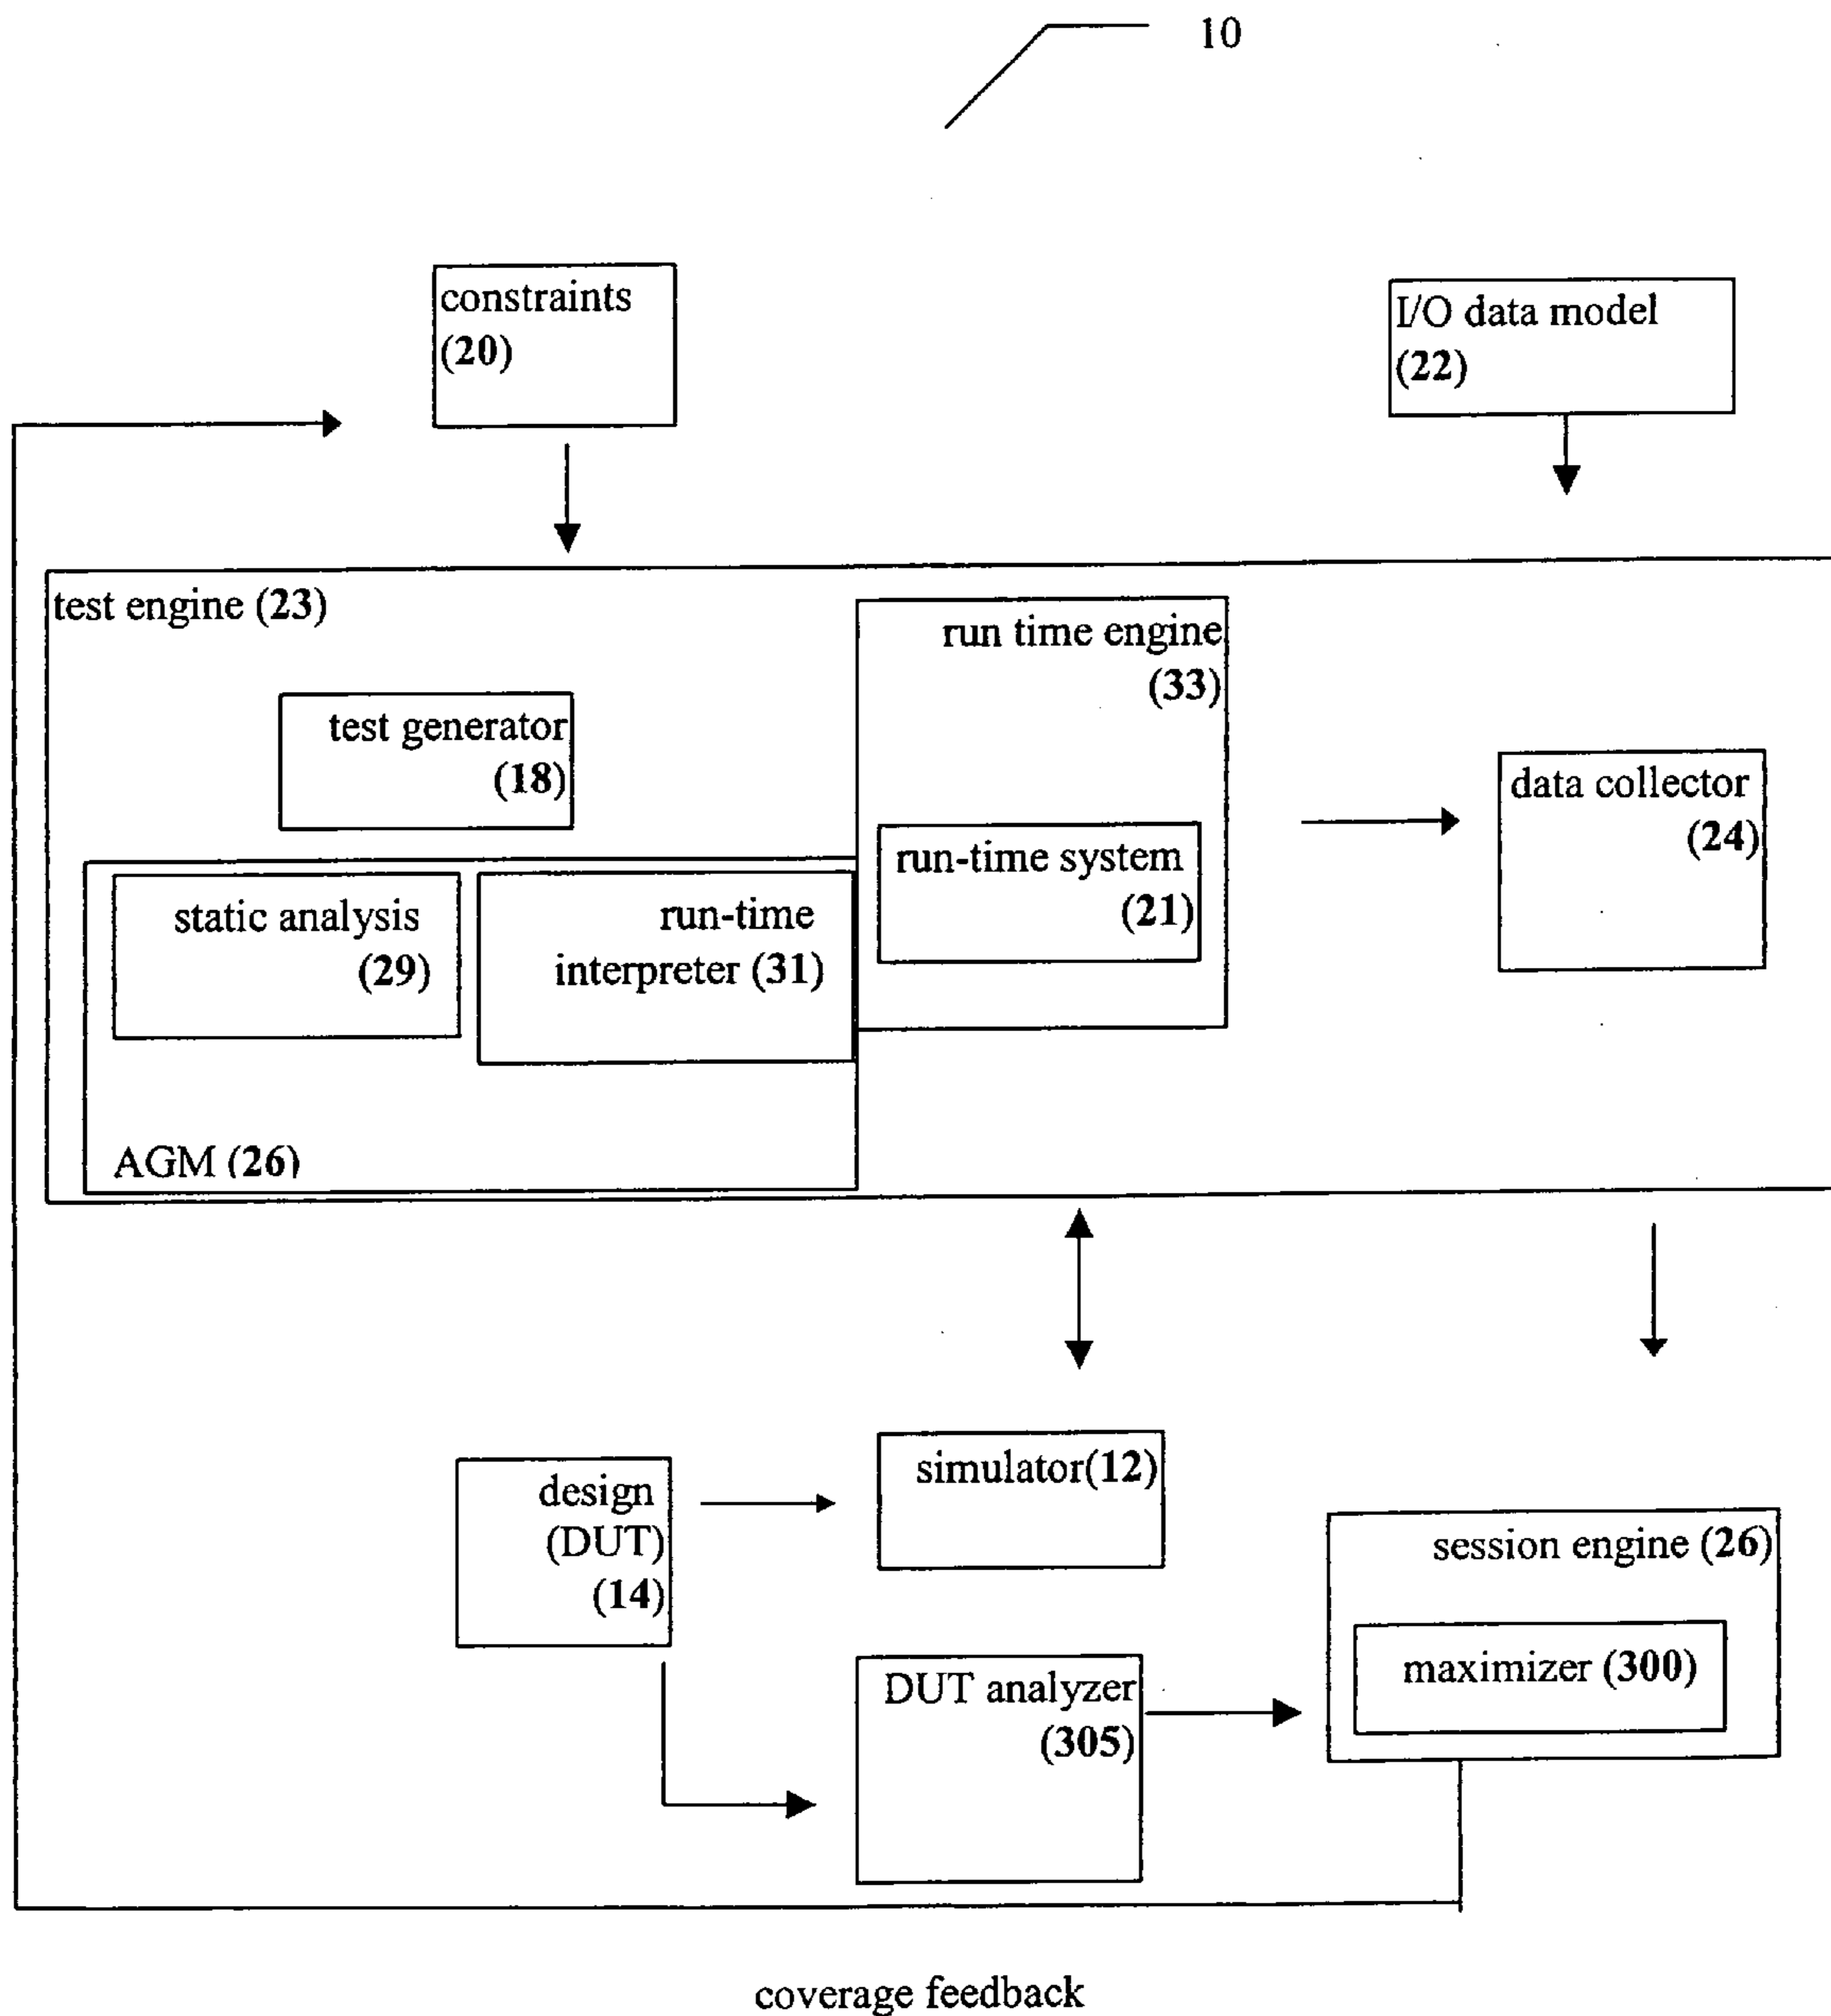 10
constraints
(20)
I/O data model
(22)
test engine (23)
run time engine
(33)
test generator
(18)
data collector
(24)
run-time system
(21)
static analysis
(29)
run-time
interpreter (31)
AGM (26)
simulator(12)
design
(DUT)
(14)
session engine (26)
maximizer (300)
DUT analyzer
(305)
coverage feedback